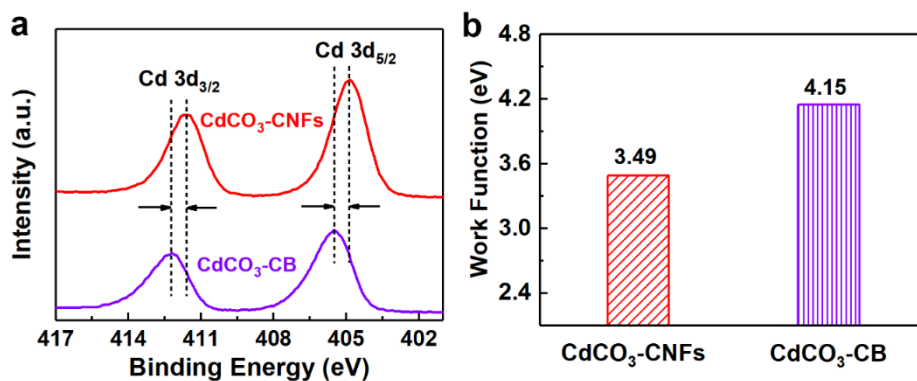 a
Cd 3d3/2
Cd 3d5/2
CdCO3-CNFs
CdCO3-CB
Intensity (a.u.)
417 414 411 408 405 402
Binding Energy (eV)
b
Work Function (eV)
4.8
4.2
3.6
3.0
2.4
3.49
4.15
CdCO3-CNFs CdCO3-CB